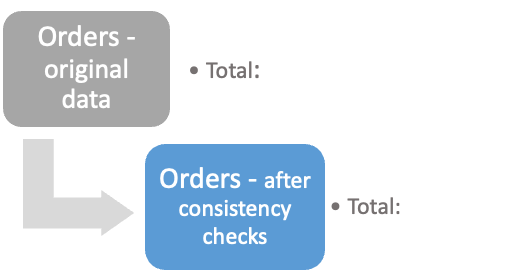 Orders -
original
data
• Total:
Orders - after
consistency
checks
• Total: